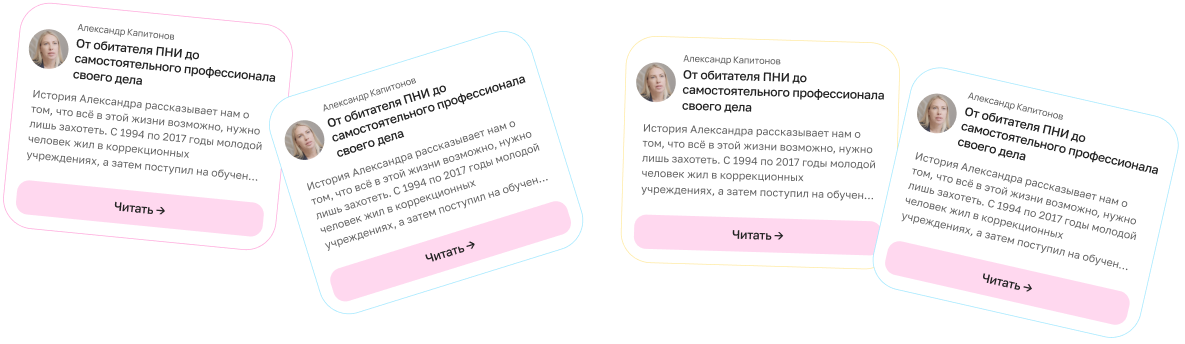 Александр Капитонов
От обитателя ПНИ до
самостоятельного профессионала
своего дела
История Александра рассказывает нам о
том, что всё в этой жизни возможно, нужно
лишь захотеть. С 1994 по 2017 годы молодой
человек жил в коррекционных
учреждениях, а затем поступил на обучен...
Читать →
Александр Капитонов
От обитателя ПНИ до
самостоятельного профессионала
своего дела
История Александра рассказывает нам о
том, что всё в этой жизни возможно, нужно
лишь захотеть. С 1994 по 2017 годы молодой
человек жил в коррекционных
учреждениях, а затем поступил на обучен...
Читать →
Александр Капитонов
От обитателя ПНИ до
самостоятельного профессионала
своего дела
История Александра рассказывает нам о
том, что всё в этой жизни возможно, нужно
лишь захотеть. С 1994 по 2017 годы молодой
человек жил в коррекционных
учреждениях, а затем поступил на обучен...
Читать →
Александр Капитонов
От обитателя ПНИ до
самостоятельного профессионала
своего дела
История Александра рассказывает нам о
том, что всё в этой жизни возможно, нужно
лишь захотеть. С 1994 по 2017 годы молодой
человек жил в коррекционных
учреждениях, а затем поступил на обучен...
Читать →